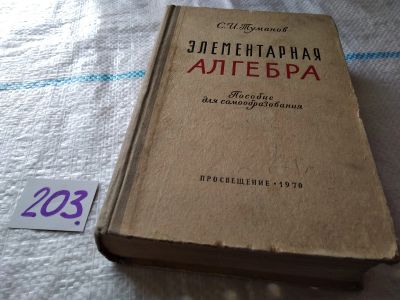 С. И. Туманов
ЭЛЕМЕНТАРНАЯ
АЛГЕБРА
Пособие
для самообразования
ПРОСВЕЩЕНИЕ • 1970
203.